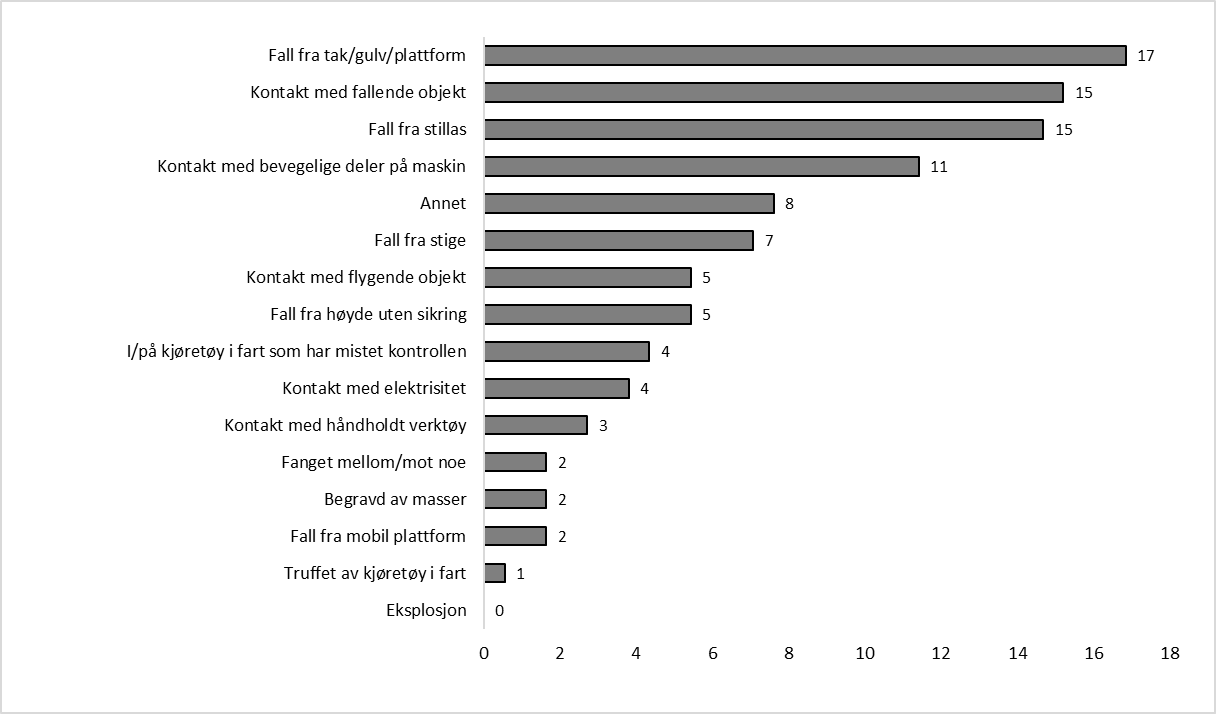 Fall fra tak/gulv/plattform 17
Kontakt med fallende objekt 15
Fall fra stillas 15
Kontakt med bevegelige deler på maskin 11
Annet 8
Fall fra stige 7
Kontakt med flygende objekt 5
Fall fra høyde uten sikring 5
I/på kjøretøy i fart som har mistet kontrollen 4
Kontakt med elektrisitet 4
Kontakt med håndholdt verktøy 3
Fanget mellom/mot noe 2
Begravd av masser 2
Fall fra mobil plattform 2
Truffet av kjøretøy i fart 1
Eksplosjon 0
0 2 4 6 8 10 12 14 16 18